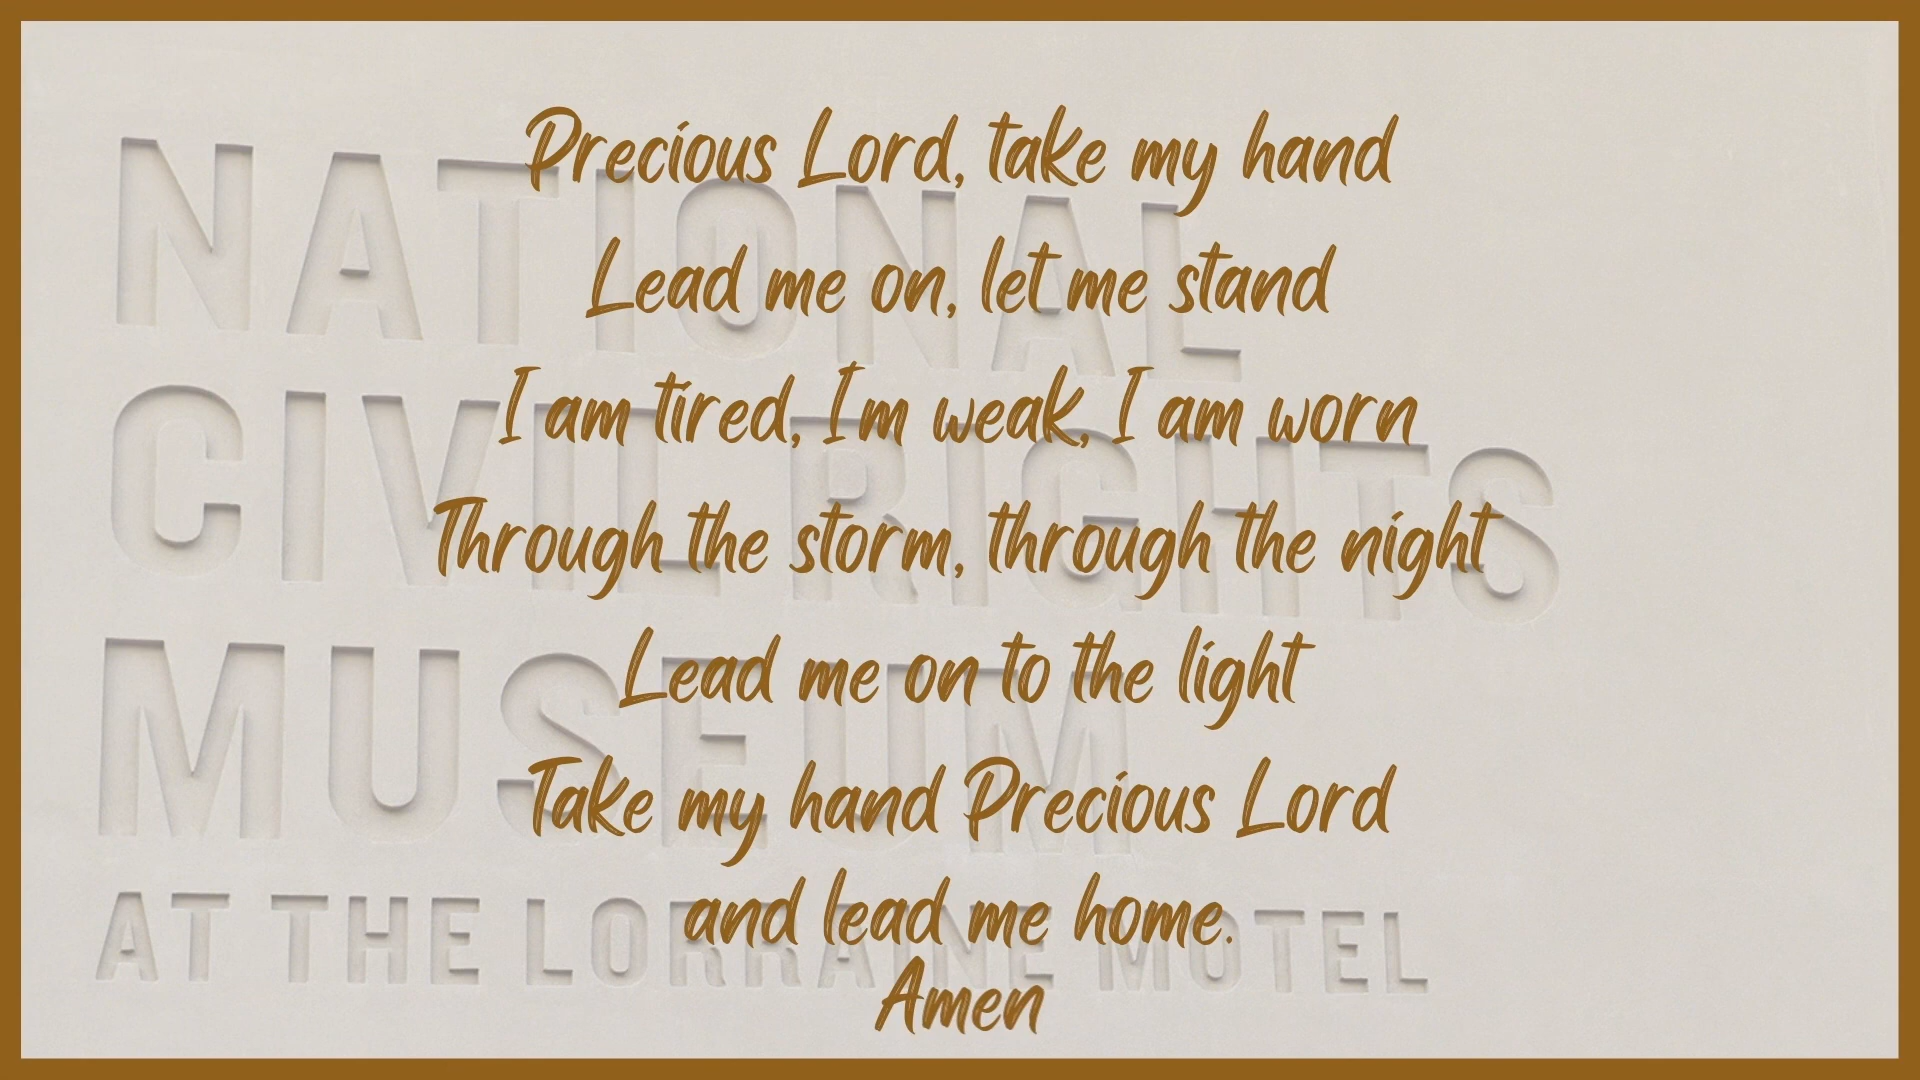 Precious Lord, take my hand
Lead me on, let me stand
I am tired, I'm weak, I am worn
Through the storm, through the night
Lead me on to the light
Take my hand Precious Lord
and lead me home.
Amen
NATIONAL
CIVIL RIGHTS
MUSEUM
AT THE LORRAINE MOTEL